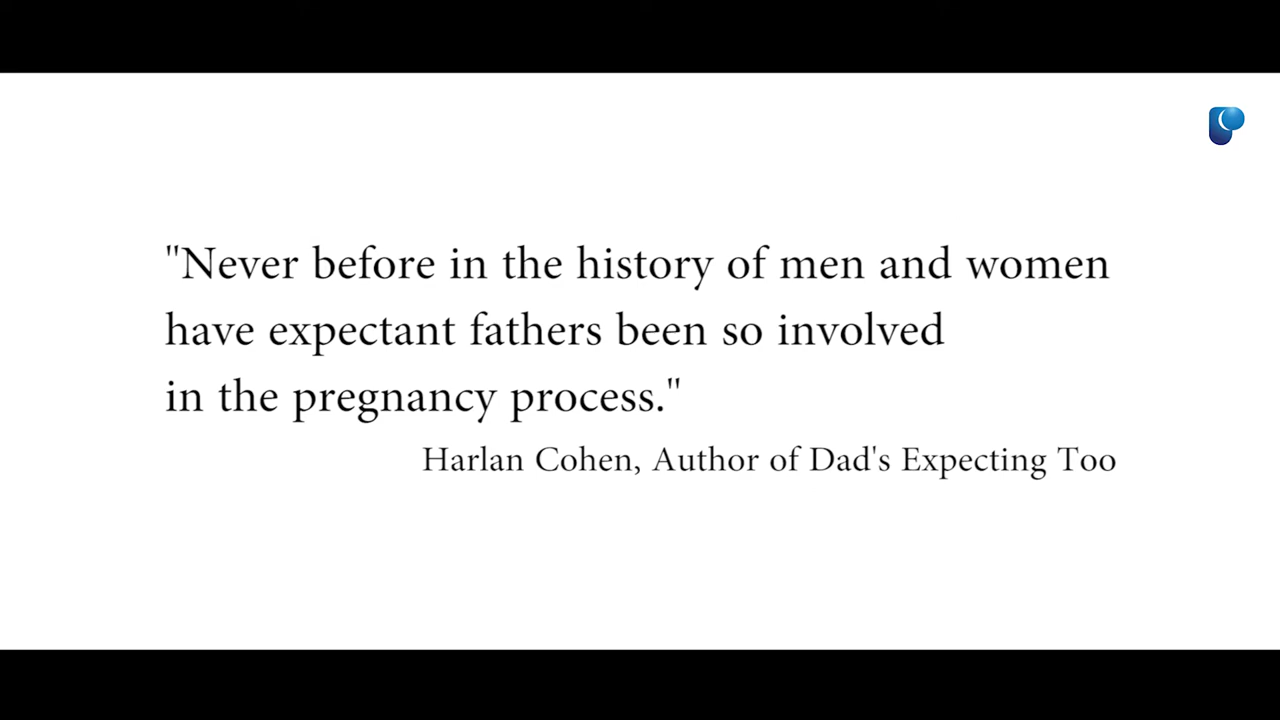 "Never before in the history of men and women
have expectant fathers been so involved
in the pregnancy process."
Harlan Cohen, Author of Dad's Expecting Too